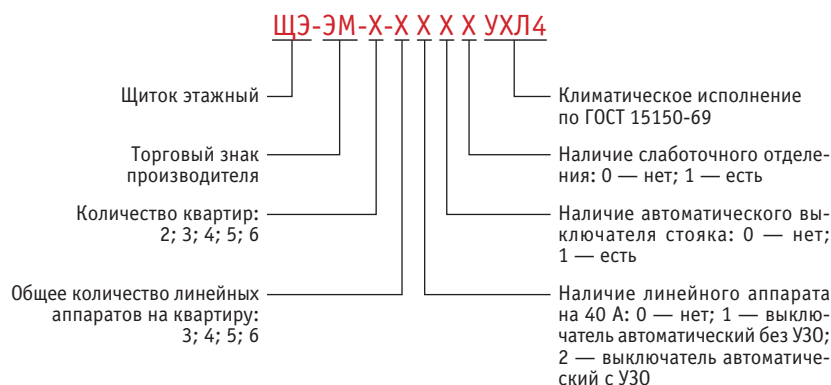 ЩЭ-ЭМ-Х-Х Х Х Х УХЛ4
Щиток этажный
Торговый знак
производителя
Количество квартир:
2; 3; 4; 5; 6
Общее количество линейных
аппаратов на квартиру:
3; 4; 5; 6
Климатическое исполнение
по ГОСТ 15150-69
Наличие слаботочного отделе-
ния: 0 — нет; 1 — есть
Наличие автоматического вы-
ключателя стояка: 0 — нет;
1 — есть
Наличие линейного аппарата
на 40 А: 0 — нет; 1 — выклю-
чатель автоматический без УЗО;
2 — выключатель автоматиче-
ский с УЗО